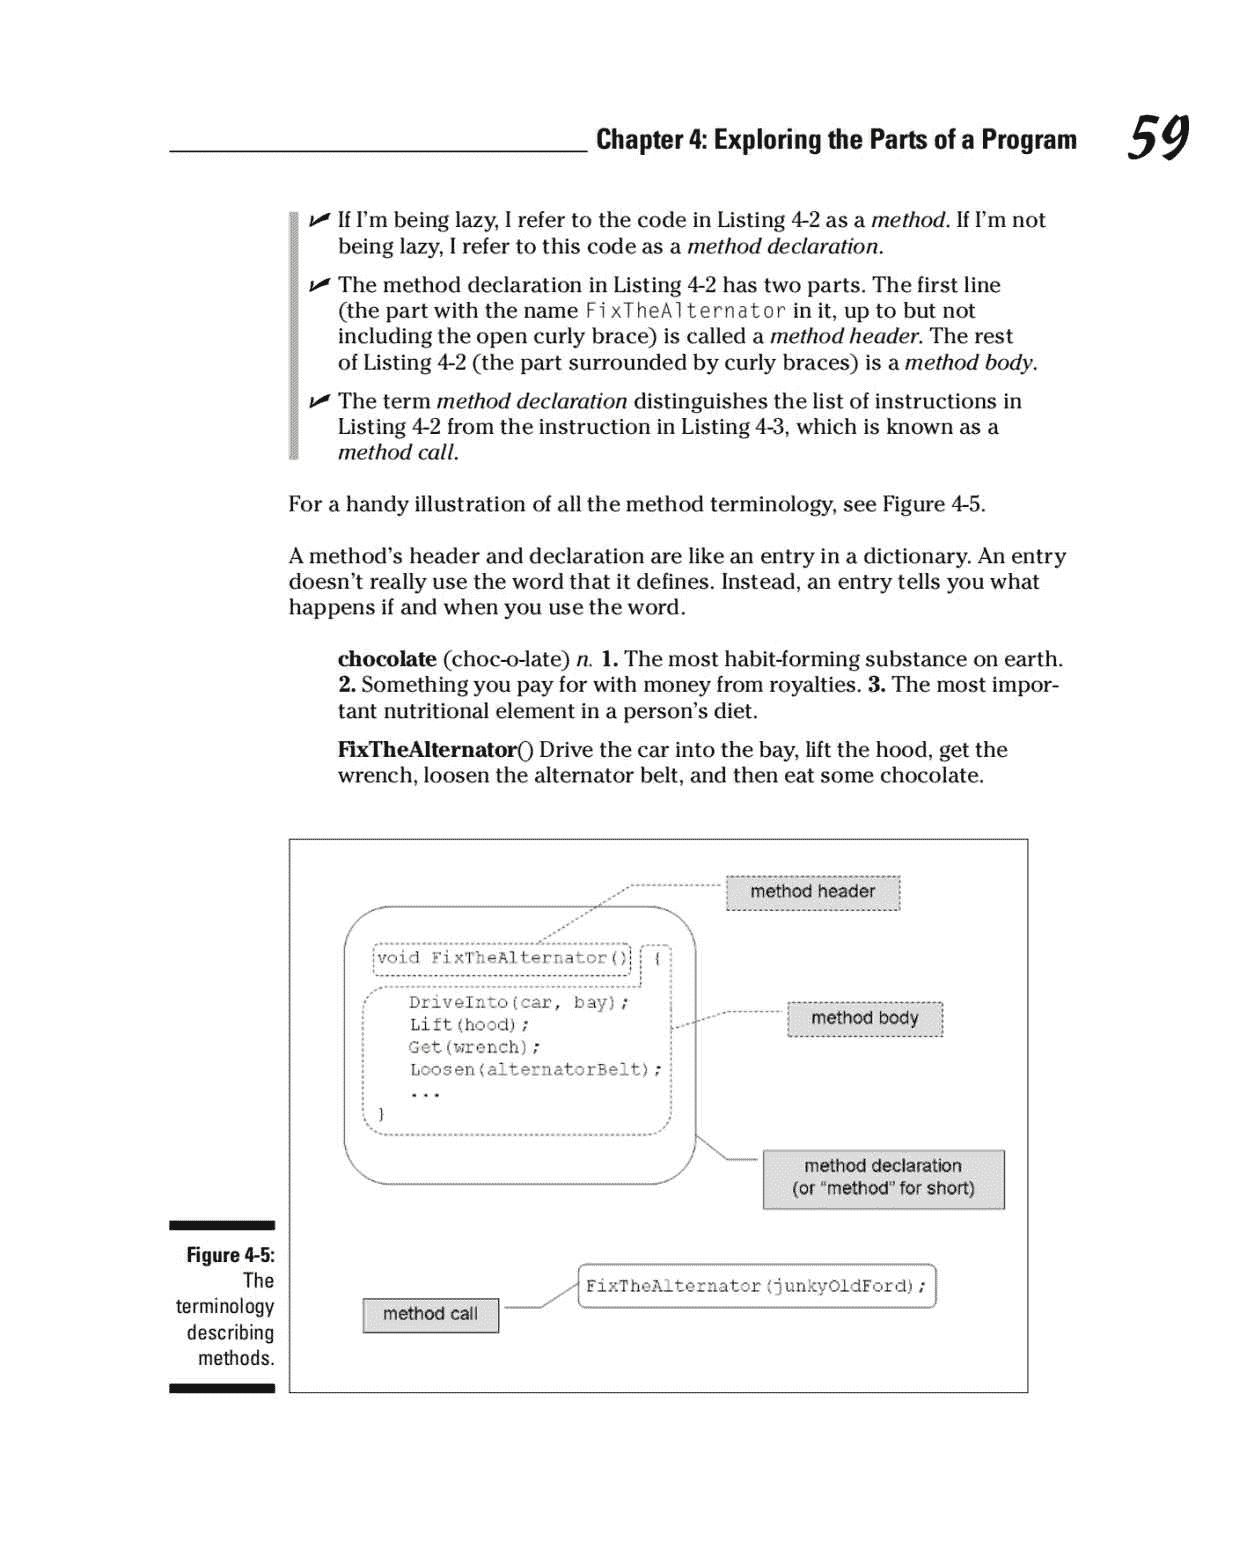 Chapter 4: Exploring the Parts of a Program 59
✓ If I'm being lazy, I refer to the code in Listing 4-2 as a method. If I'm not
being lazy, I refer to this code as a method declaration.
✓ The method declaration in Listing 4-2 has two parts. The first line
(the part with the name FixTheAlternator in it, up to but not
including the open curly brace) is called a method header. The rest
of Listing 4-2 (the part surrounded by curly braces) is a method body.
✓ The term method declaration distinguishes the list of instructions in
Listing 4-2 from the instruction in Listing 4-3, which is known as a
method call.
For a handy illustration of all the method terminology, see Figure 4-5.
A method's header and declaration are like an entry in a dictionary. An entry
doesn't really use the word that it defines. Instead, an entry tells you what
happens if and when you use the word.
chocolate (choc-o-late) n. 1. The most habit-forming substance on earth.
2. Something you pay for with money from royalties. 3. The most impor-
tant nutritional element in a person's diet.
FixTheAlternator() Drive the car into the bay, lift the hood, get the
wrench, loosen the alternator belt, and then eat some chocolate.
method header
void FixTheAlternator() {
DriveInto(car, bay);
Lift(hood);
Get(wrench);
Loosen(alternatorBelt);
...
}
method body
method declaration
(or "method" for short)
FixTheAlternator(junkyOldFord);
method call
Figure 4-5:
The
terminology
describing
methods.